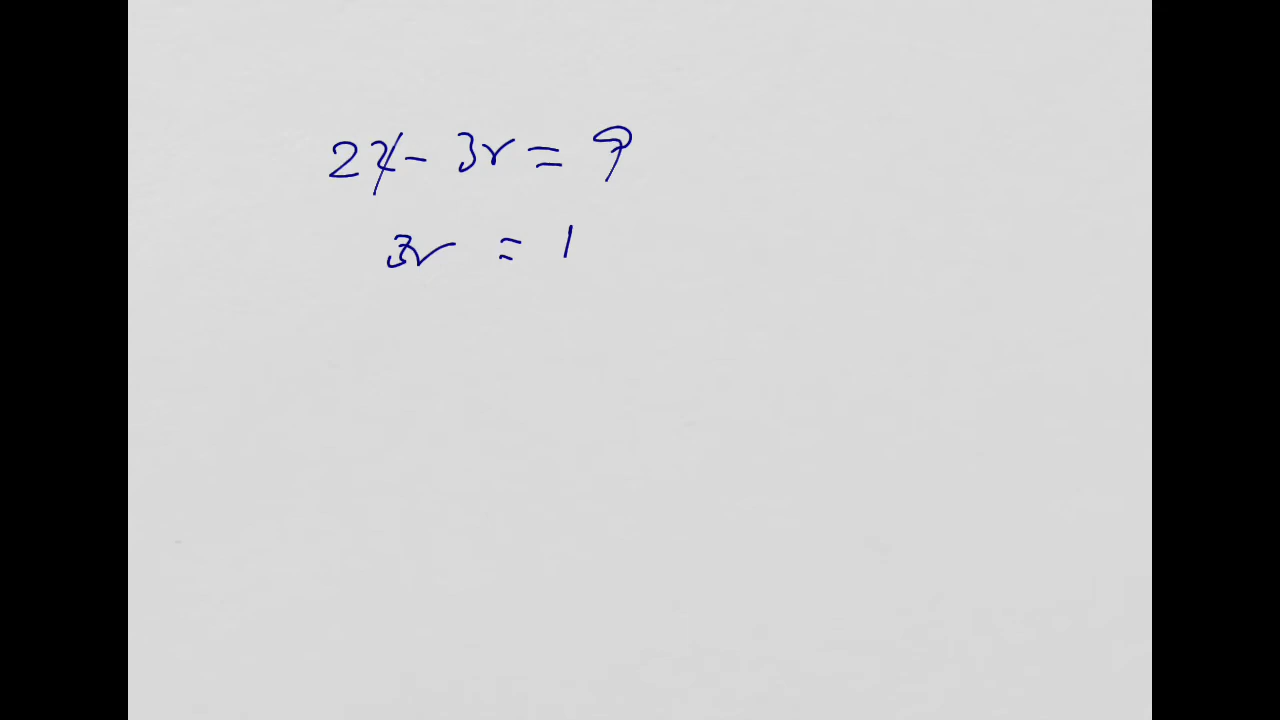 2x - 3r = 9
3r = 1